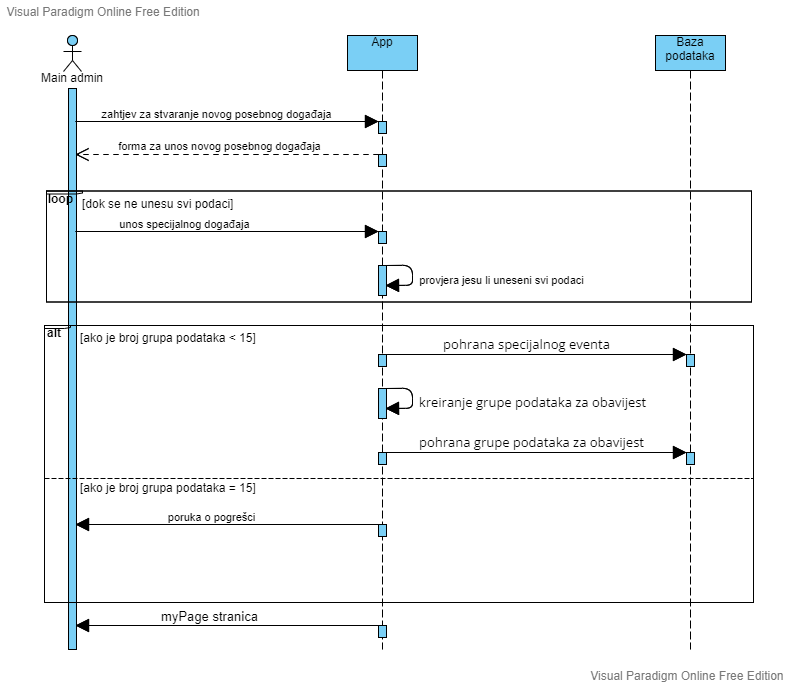 Visual Paradigm Online Free Edition
Main admin
App
Baza
podataka
zahtjev za stvaranje novog posebnog događaja
forma za unos novog posebnog događaja
loop
[dok se ne unesu svi podaci]
unos specijalnog događaja
provjera jesu li uneseni svi podaci
alt
[ako je broj grupa podataka < 15]
pohrana specijalnog eventa
kreiranje grupe podataka za obavijest
pohrana grupe podataka za obavijest
[ako je broj grupa podataka = 15]
poruka o pogrešci
myPage stranica
Visual Paradigm Online Free Edition